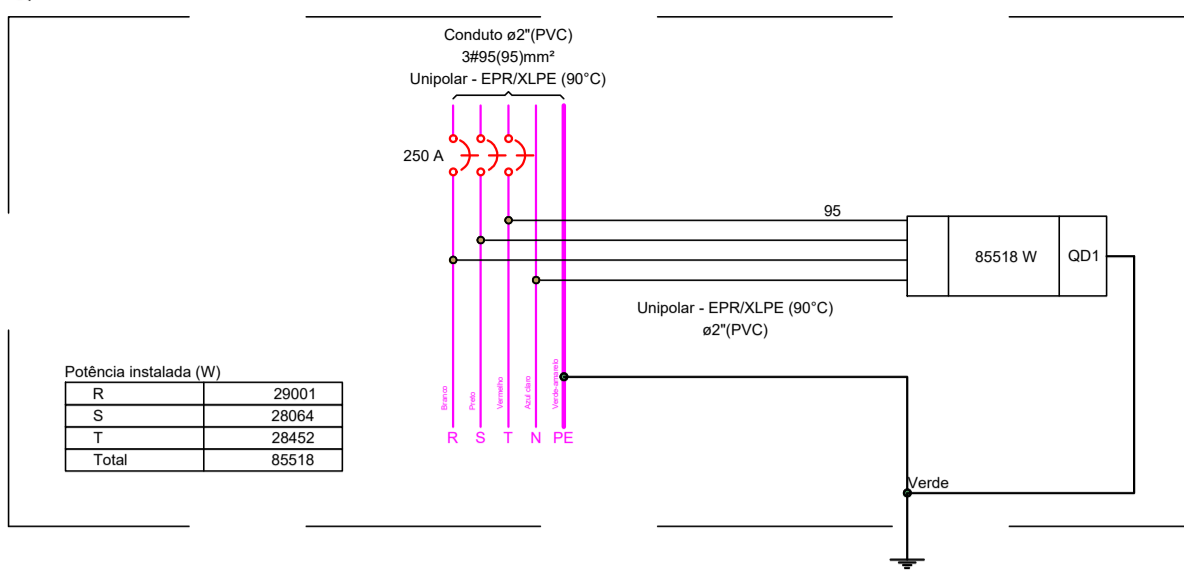 Conduto ø2"(PVC)
3#95(95)mm²
Unipolar - EPR/XLPE (90°C)
250 A
95
85518 W QD1
Unipolar - EPR/XLPE (90°C)
ø2"(PVC)
Potência instalada (W)
R 29001
S 28064
T 28452
Total 85518
Branco
Preto
Vermelho
Azul claro
Verde-amarelo
R S T N PE
Verde